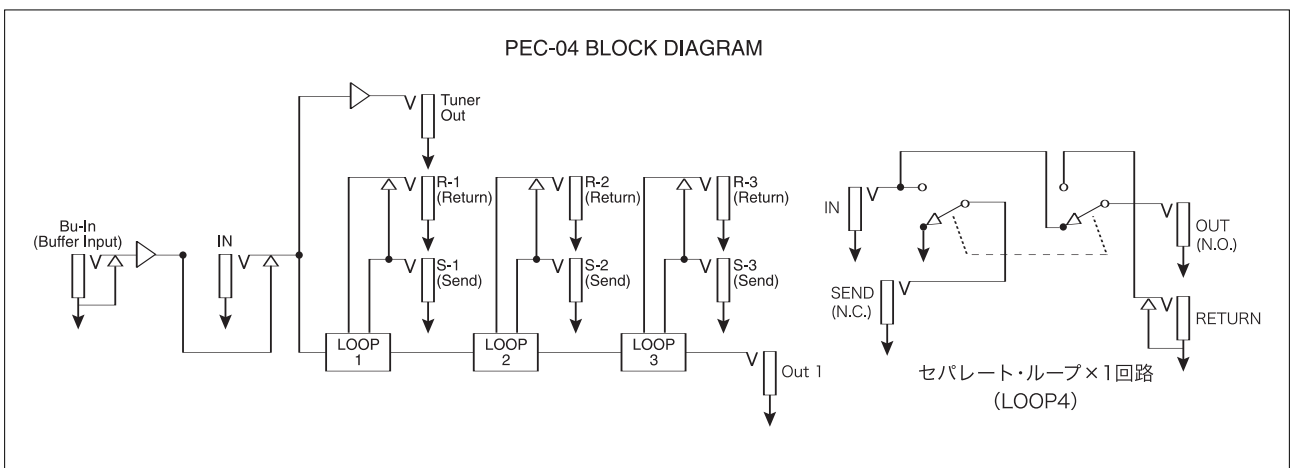 PEC-04 BLOCK DIAGRAM
Tuner
Out
R-1
(Return)
R-2
(Return)
R-3
(Return)
Bu-In
(Buffer Input)
IN
S-1
(Send)
S-2
(Send)
S-3
(Send)
LOOP
1
LOOP
2
LOOP
3
Out 1
IN
OUT
(N.O.)
SEND
(N.C.)
RETURN
セパレート・ループ×1回路
(LOOP4)